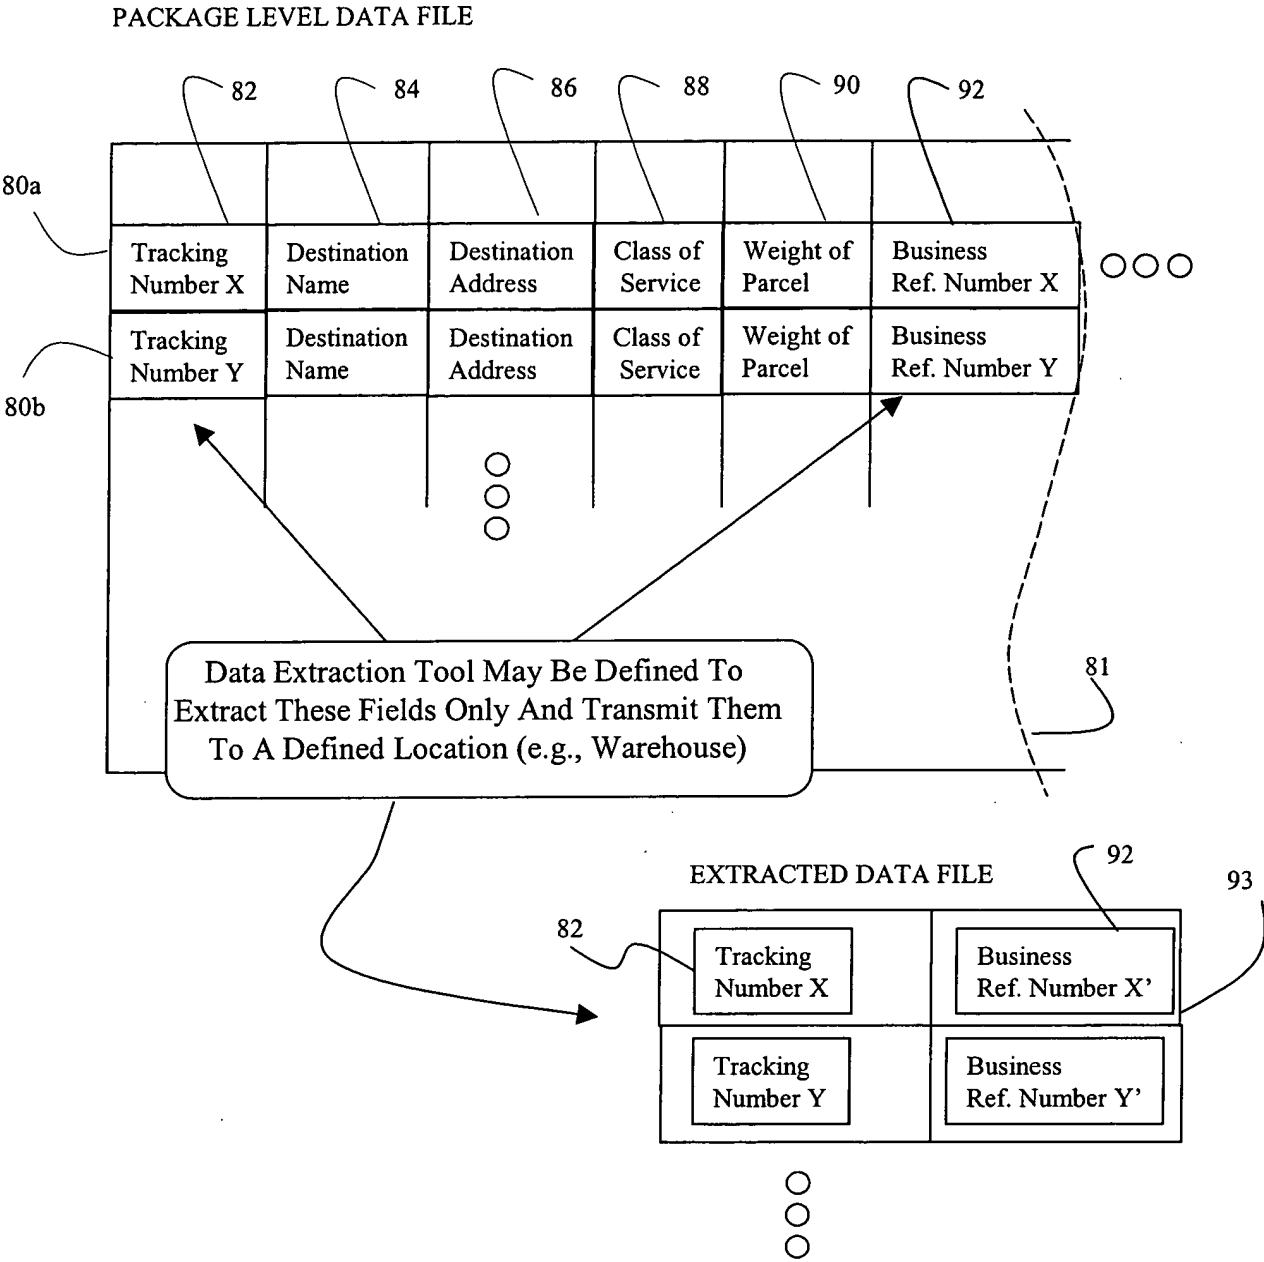 PACKAGE LEVEL DATA FILE
82 84 86 88 90 92
80a
Tracking Destination Destination Class of Weight of Business
Number X Name Address Service Parcel Ref. Number X
Tracking Destination Destination Class of Weight of Business
Number Y Name Address Service Parcel Ref. Number Y
80b
Data Extraction Tool May Be Defined To
Extract These Fields Only And Transmit Them
To A Defined Location (e.g., Warehouse)
81
EXTRACTED DATA FILE
92
93
82
Tracking Business
Number X Ref. Number X’
Tracking Business
Number Y Ref. Number Y’